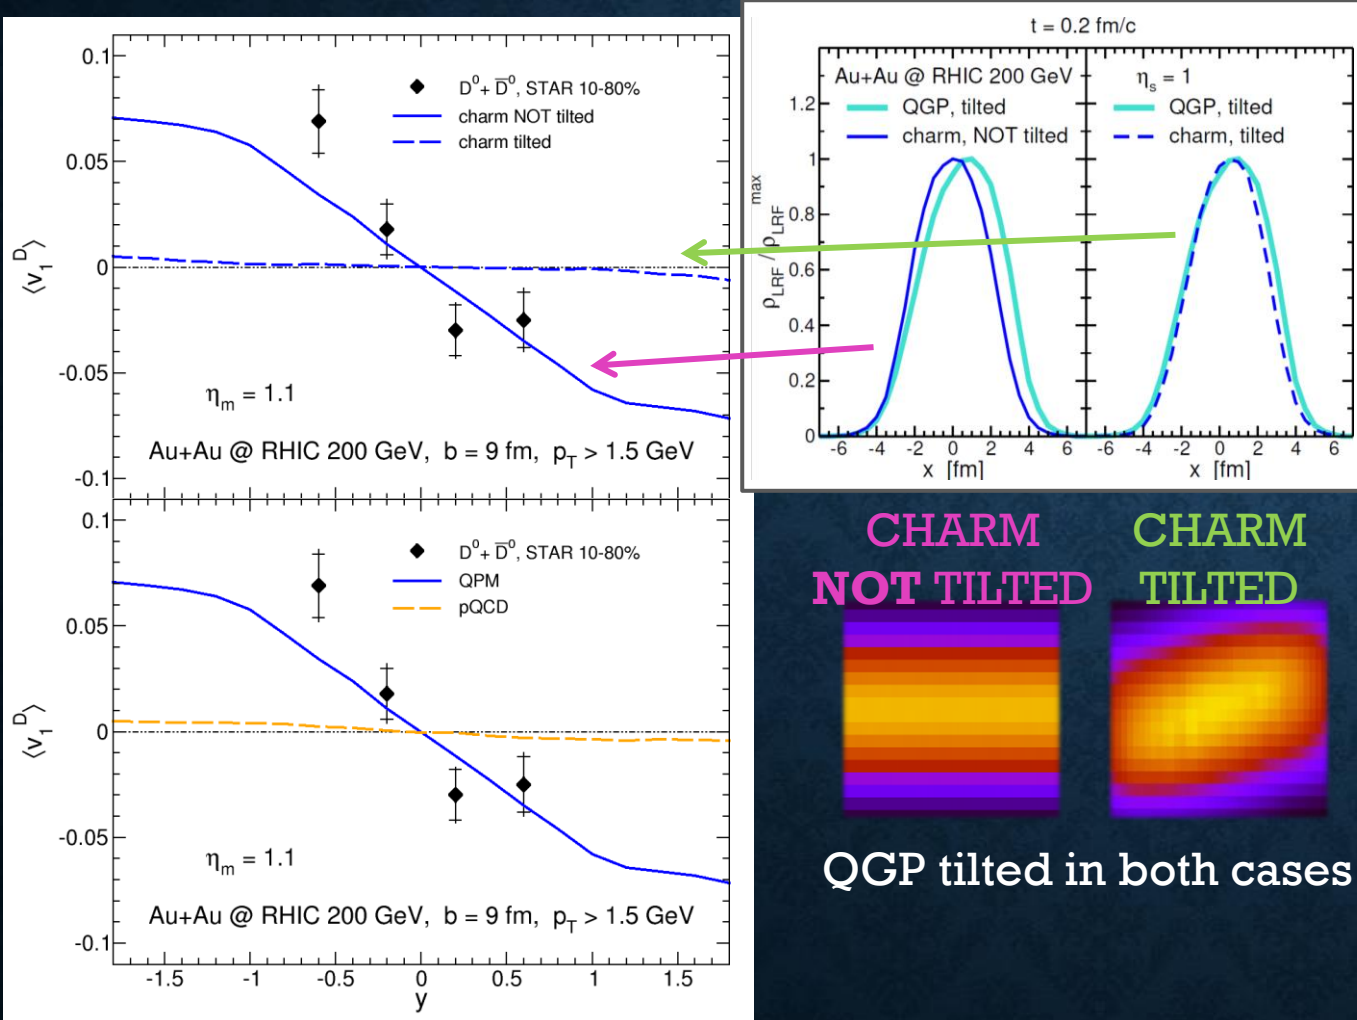 0.1
0.05
0
-0.05
-0.1
⟨v₁ᴰ⟩
D⁰+ D̅⁰, STAR 10-80%
charm NOT tilted
charm tilted
ηₘ = 1.1
Au+Au @ RHIC 200 GeV, b = 9 fm, p_T > 1.5 GeV
0.1
0.05
0
-0.05
-0.1
⟨v₁ᴰ⟩
D⁰+ D̅⁰, STAR 10-80%
QPM
pQCD
ηₘ = 1.1
Au+Au @ RHIC 200 GeV, b = 9 fm, p_T > 1.5 GeV
-1.5 -1 -0.5 0 0.5 1 1.5
y
t = 0.2 fm/c
Au+Au @ RHIC 200 GeV
QGP, tilted
charm, NOT tilted
ηₛ = 1
QGP, tilted
charm, tilted
1.2
1
0.8
0.6
0.4
0.2
0
ρ_LRF / ρ_LRF^max
-6 -4 -2 0 2 4 6
x [fm]
-6 -4 -2 0 2 4 6
x [fm]
CHARM
NOT TILTED
CHARM
TILTED
QGP tilted in both cases